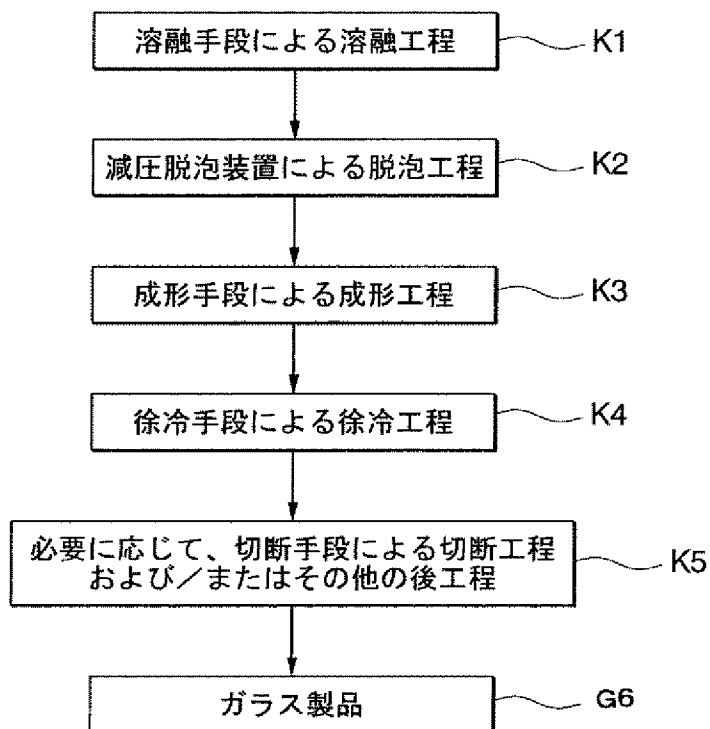 溶融手段による溶融工程
K1
減圧脱泡装置による脱泡工程
K2
成形手段による成形工程
K3
徐冷手段による徐冷工程
K4
必要に応じて、切断手段による切断工程
および／またはその他の後工程
K5
ガラス製品
G6